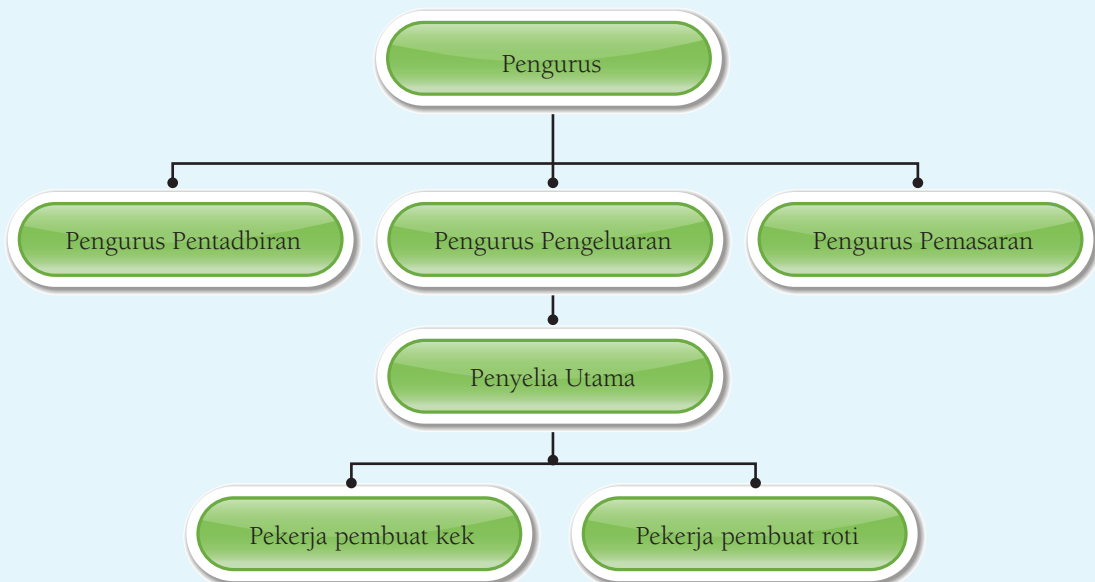 Pengurus
Pengurus Pentadbiran
Pengurus Pengeluaran
Pengurus Pemasaran
Penyelia Utama
Pekerja pembuat kek
Pekerja pembuat roti